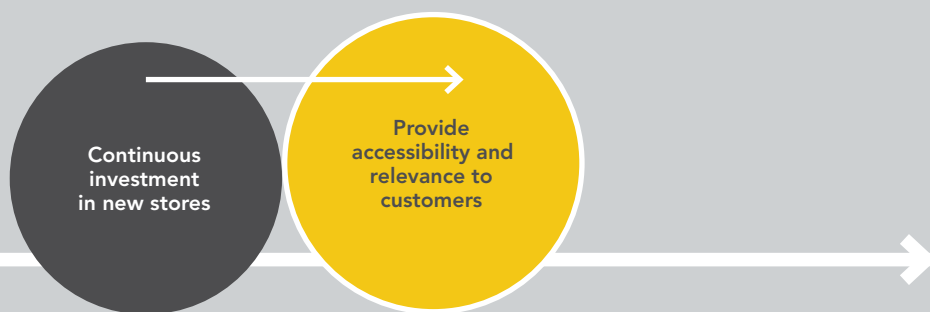 Continuous
investment
in new stores
Provide
accessibility and
relevance to
customers